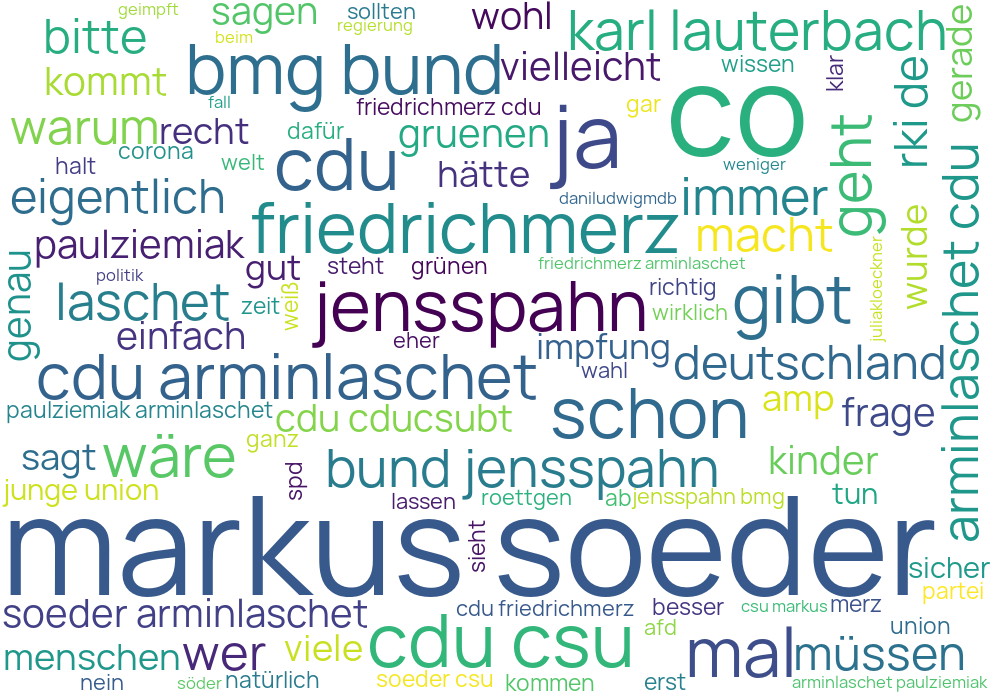 geimpft
sagen
sollten
regierung
wohl
bitte
beim
karl lauterbach
gerade
bmg bund
vielleicht
wissen
klar
rki de
kommt
fall
friedrichmerz cdu
gar
co
warum
recht
dafür
gruenen
ja
geht
corona
halt
welt
cdu
hätte
weniger
eigentlich
daniludwigmdb
immer
friedrichmerz
macht
wurde
paulziemiak
gut
steht
grünen
friedrichmerz arminlaschet
politik
genau
laschet
zeit
weiß
jensspahn
richtig
wirklich
gibt
juliakloeckner
arminlaschet cdu
einfach
eher
impfung
wahl
deutschland
cdu arminlaschet
schon
amp
frage
paulziemiak arminlaschet
cdu cducsubt
ganz
sagt
wäre
spd
bund jensspahn
kinder
junge union
lassen
roettgen
ab
jensspahn bmg
tun
markus soeder
sieht
sicher
partei
soeder arminlaschet
cdu friedrichmerz
besser
csu markus
merz
afd
union
menschen
wer
viele
cdu csu
mal
müssen
nein
söder
natürlich
soeder csu
kommen
erst
arminlaschet paulziemiak